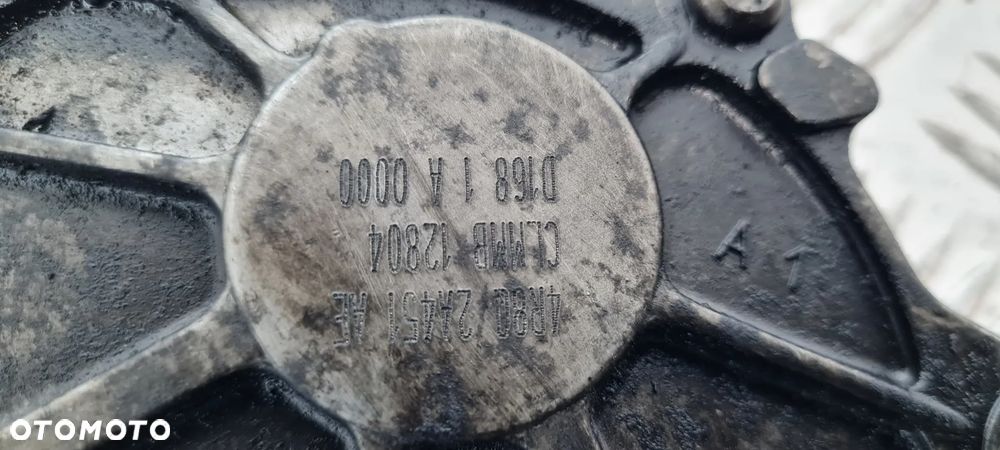 4R8Q 2A451 AE
CLMMB 12804
D168 1 A 0000
A
OTOMOTO